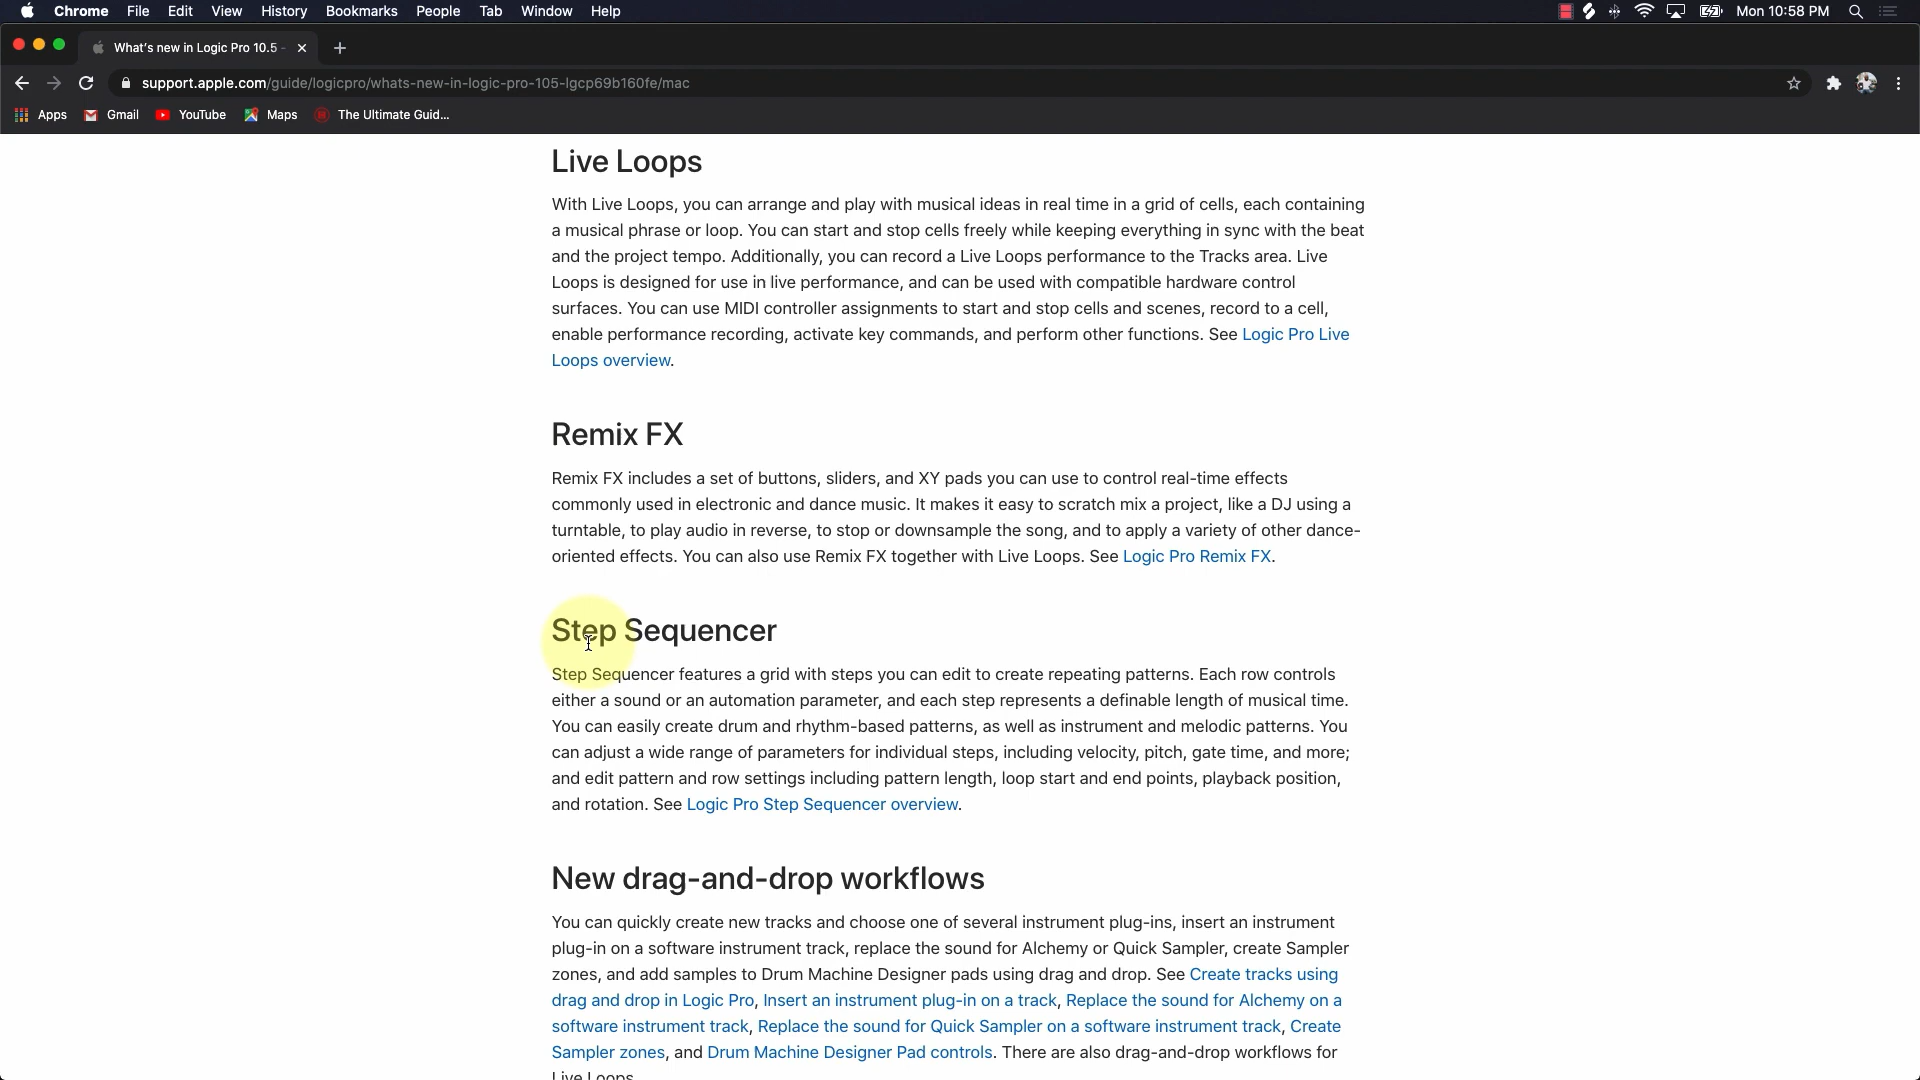 Chrome File Edit View History Bookmarks People Tab Window Help Mon 10:58 PM
What's new in Logic Pro 10.5 -
support.apple.com/guide/logicpro/whats-new-in-logic-pro-105-lgcp69b160fe/mac
Apps Gmail YouTube Maps The Ultimate Guid...
Live Loops
With Live Loops, you can arrange and play with musical ideas in real time in a grid of cells, each containing
a musical phrase or loop. You can start and stop cells freely while keeping everything in sync with the beat
and the project tempo. Additionally, you can record a Live Loops performance to the Tracks area. Live
Loops is designed for use in live performance, and can be used with compatible hardware control
surfaces. You can use MIDI controller assignments to start and stop cells and scenes, record to a cell,
enable performance recording, activate key commands, and perform other functions. See Logic Pro Live
Loops overview.
Remix FX
Remix FX includes a set of buttons, sliders, and XY pads you can use to control real-time effects
commonly used in electronic and dance music. It makes it easy to scratch mix a project, like a DJ using a
turntable, to play audio in reverse, to stop or downsample the song, and to apply a variety of other dance-
oriented effects. You can also use Remix FX together with Live Loops. See Logic Pro Remix FX.
Step Sequencer
Step Sequencer features a grid with steps you can edit to create repeating patterns. Each row controls
either a sound or an automation parameter, and each step represents a definable length of musical time.
You can easily create drum and rhythm-based patterns, as well as instrument and melodic patterns. You
can adjust a wide range of parameters for individual steps, including velocity, pitch, gate time, and more;
and edit pattern and row settings including pattern length, loop start and end points, playback position,
and rotation. See Logic Pro Step Sequencer overview.
New drag-and-drop workflows
You can quickly create new tracks and choose one of several instrument plug-ins, insert an instrument
plug-in on a software instrument track, replace the sound for Alchemy or Quick Sampler, create Sampler
zones, and add samples to Drum Machine Designer pads using drag and drop. See Create tracks using
drag and drop in Logic Pro, Insert an instrument plug-in on a track, Replace the sound for Alchemy on a
software instrument track, Replace the sound for Quick Sampler on a software instrument track, Create
Sampler zones, and Drum Machine Designer Pad controls. There are also drag-and-drop workflows for
Live Loops.